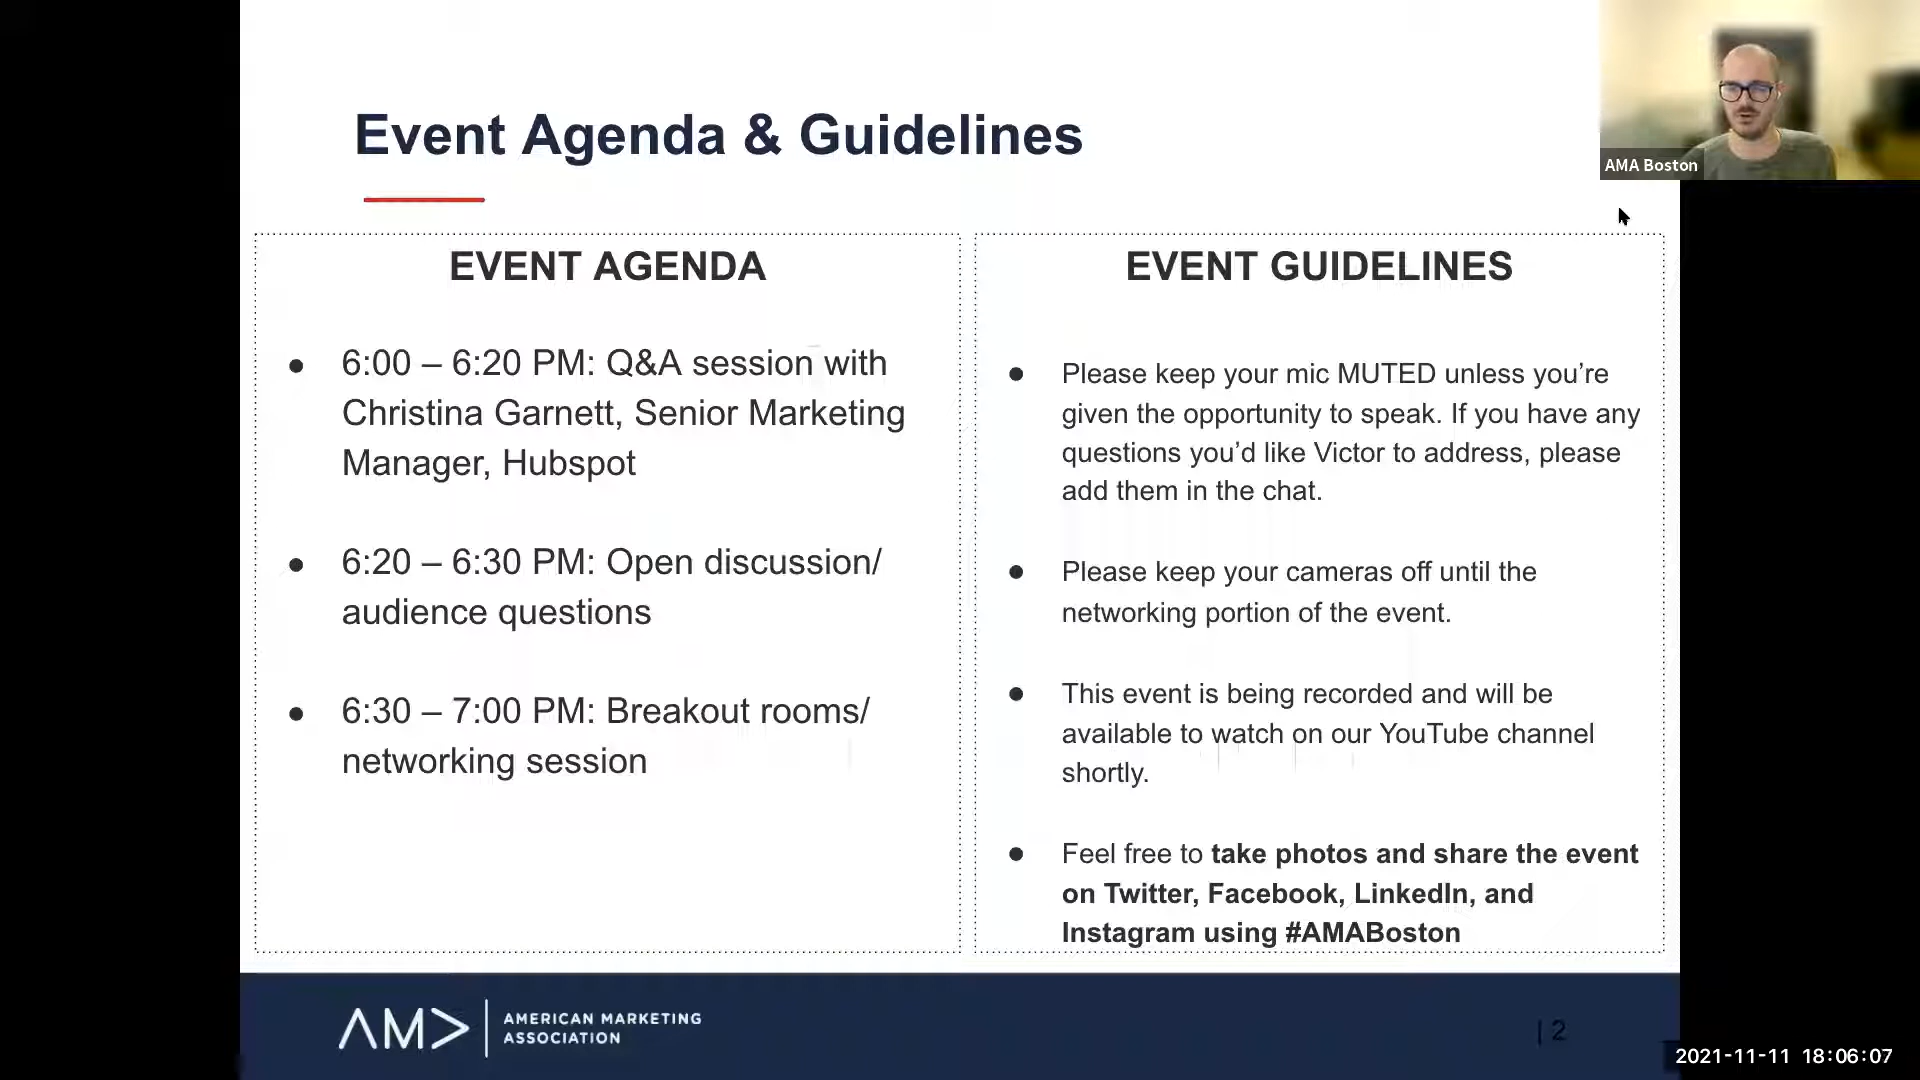 Event Agenda & Guidelines
AMA Boston
EVENT AGENDA
● 6:00 – 6:20 PM: Q&A session with
Christina Garnett, Senior Marketing
Manager, Hubspot
● 6:20 – 6:30 PM: Open discussion/
audience questions
● 6:30 – 7:00 PM: Breakout rooms/
networking session
EVENT GUIDELINES
● Please keep your mic MUTED unless you’re
given the opportunity to speak. If you have any
questions you’d like Victor to address, please
add them in the chat.
● Please keep your cameras off until the
networking portion of the event.
● This event is being recorded and will be
available to watch on our YouTube channel
shortly.
● Feel free to take photos and share the event
on Twitter, Facebook, LinkedIn, and
Instagram using #AMABoston
AMA
AMERICAN MARKETING
ASSOCIATION
| 2
2021-11-11 18:06:07